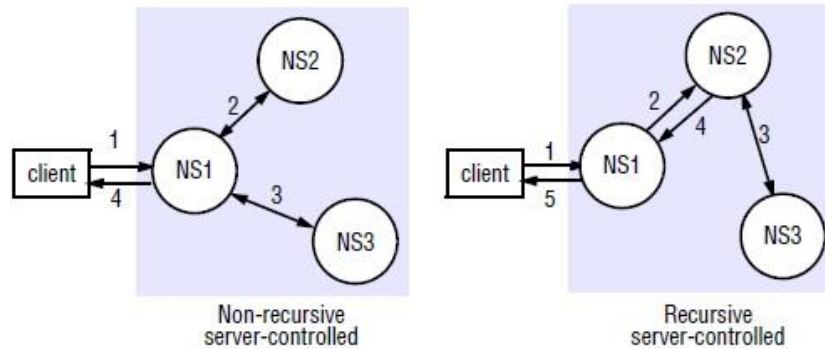 NS2
2
1
client
NS1
4
3
NS3
Non-recursive
server-controlled
NS2
2
4
1
3
client
NS1
5
NS3
Recursive
server-controlled